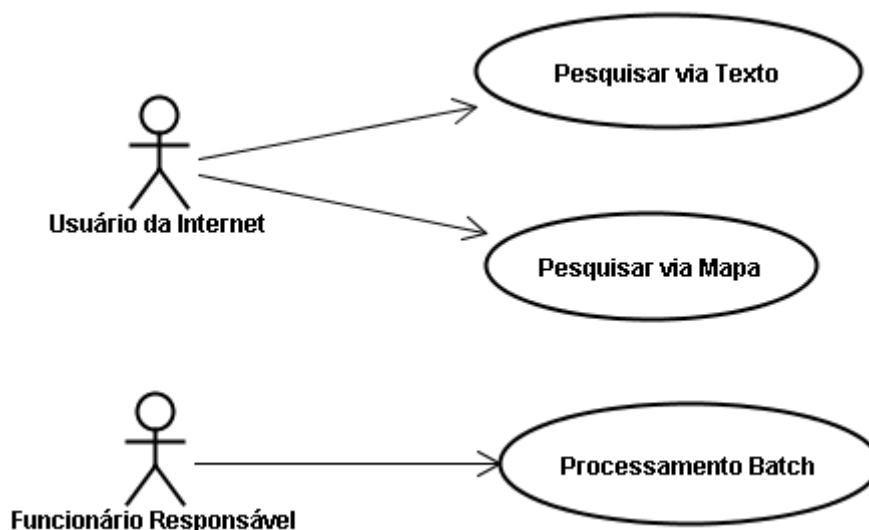 Pesquisar via Texto
Usuário da Internet
Pesquisar via Mapa
Processamento Batch
Funcionário Responsável